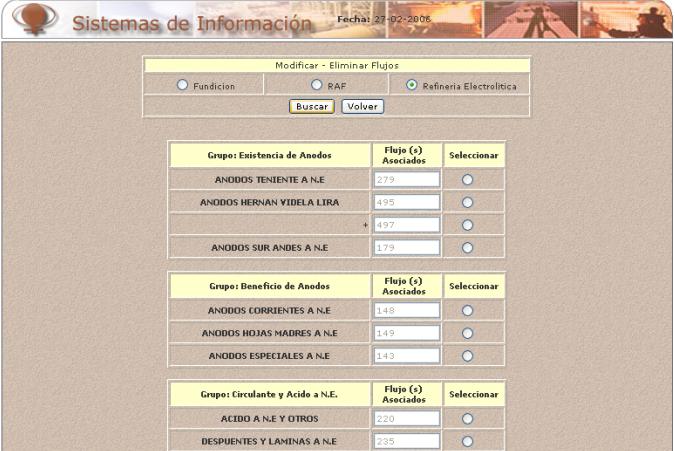 Sistemas de Información
Fecha: 27-02-2006
Modificar - Eliminar Flujos
Fundicion RAF Refineria Electrolitica
Buscar Volver
Grupo: Existencia de Anodos Flujo (s) Asociados Seleccionar
ANODOS TENIENTE A N.E 279
ANODOS HERNAN VIDELA LIRA 495
+ 497
ANODOS SUR ANDES A N.E 179
Grupo: Beneficio de Anodos Flujo (s) Asociados Seleccionar
ANODOS CORRIENTES A N.E 148
ANODOS HOJAS MADRES A N.E 149
ANODOS ESPECIALES A N.E 143
Grupo: Circulante y Acido a N.E. Flujo (s) Asociados Seleccionar
ACIDO A N.E Y OTROS 220
DESPUENTES Y LAMINAS A N.E 235